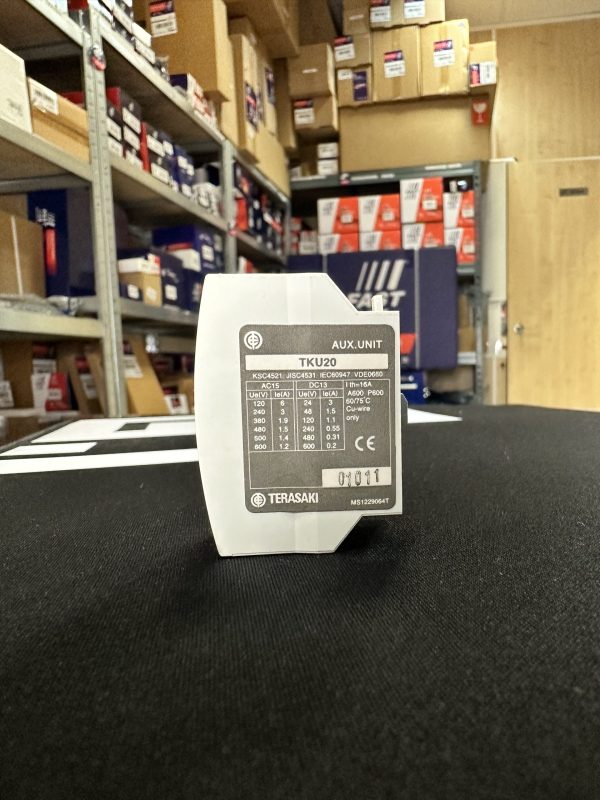 AUX.UNIT
TKU20
KSC4521 JISC4531 IEC60947 VDE0660
AC15 DC13 Ith=16A
Ue(V) Ie(A) Ue(V) Ie(A) A600 P600
120 6 24 3 60/75°C
240 3 48 1.5 Cu-wire
380 1.9 120 1.1 only
480 1.5 240 0.55
500 1.4 480 0.31
600 1.2 600 0.2
CE
01011
TERASAKI
MS1229064T
FAST